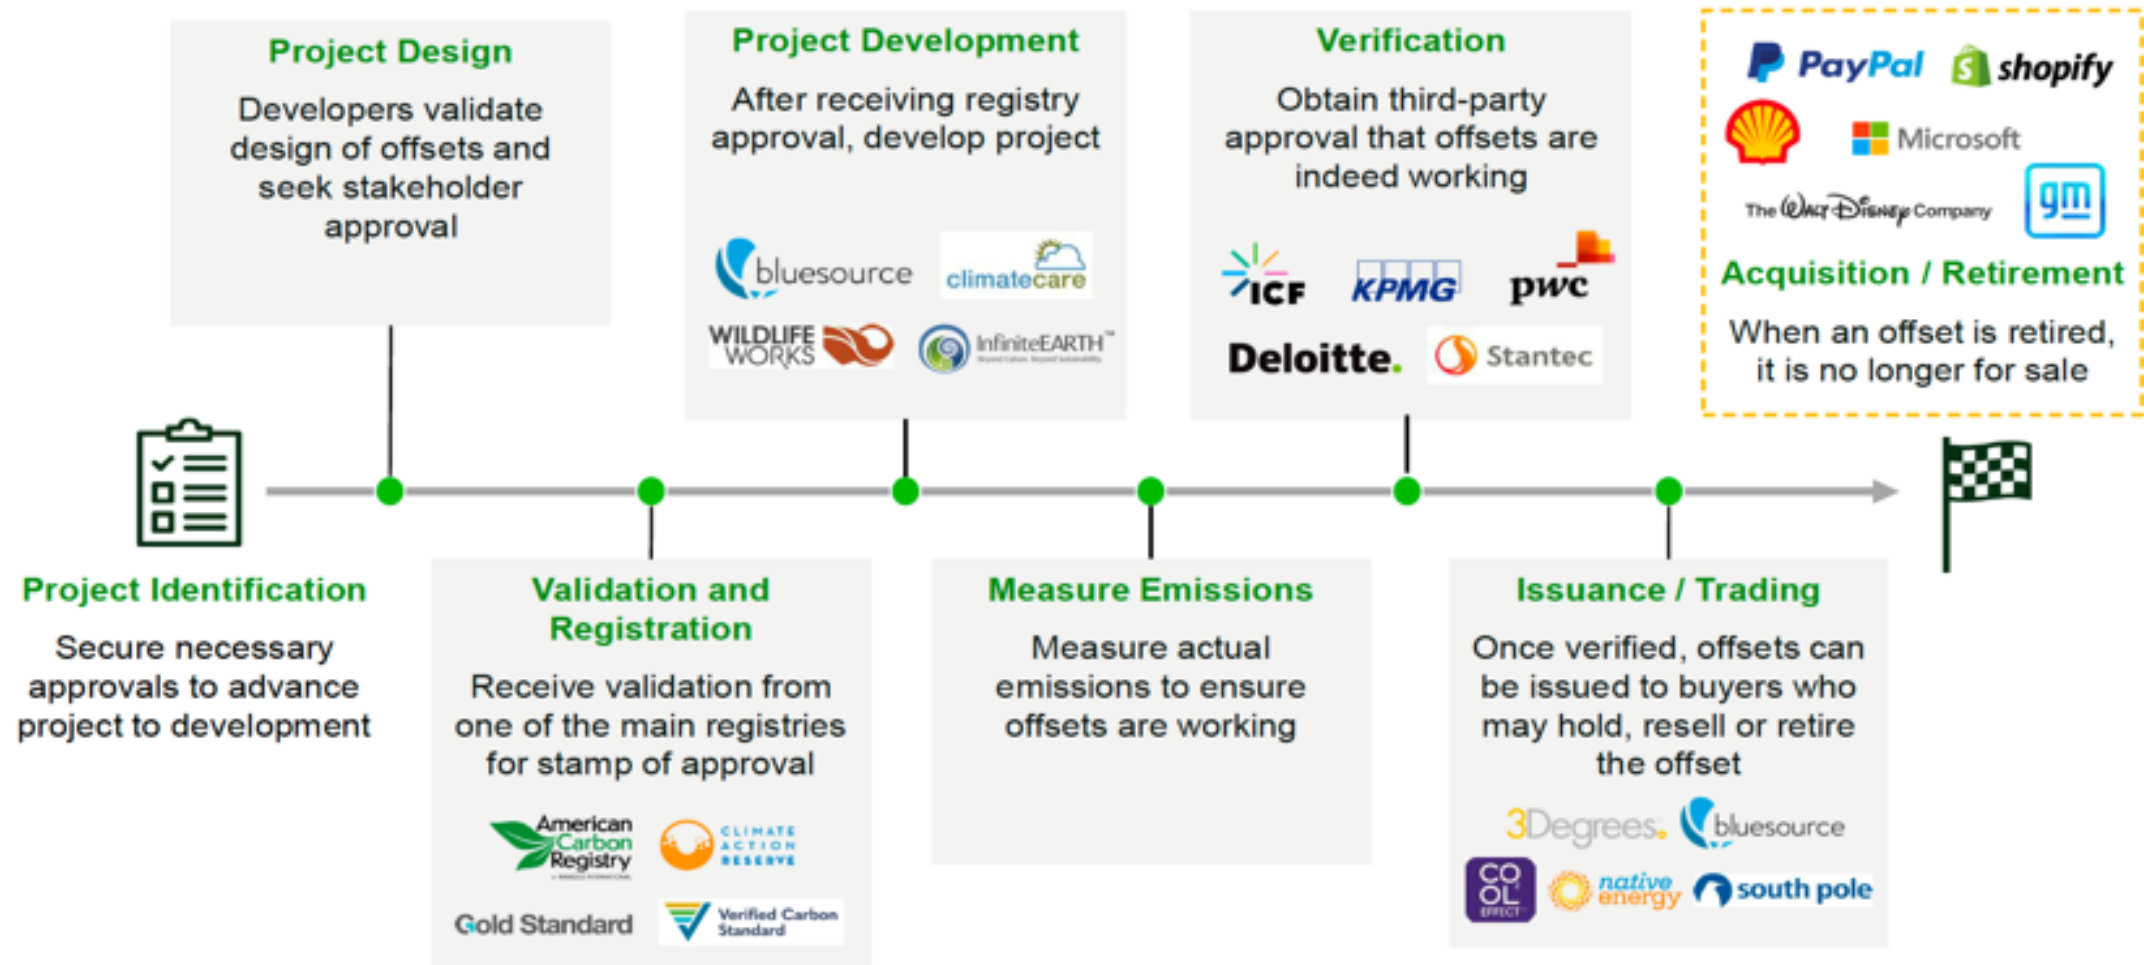 Project Design
Developers validate
design of offsets and
seek stakeholder
approval
Project Development
After receiving registry
approval, develop project
bluesource
climatecare
WILDLIFE
WORKS
InfiniteEARTH™
Verification
Obtain third-party
approval that offsets are
indeed working
ICF
KPMG
pwc
Deloitte.
Stantec
PayPal
shopify
Microsoft
The Walt Disney Company
gm
Acquisition / Retirement
When an offset is retired,
it is no longer for sale
Project Identification
Secure necessary
approvals to advance
project to development
Validation and
Registration
Receive validation from
one of the main registries
for stamp of approval
American
Carbon
Registry
CLIMATE
ACTION
RESERVE
Gold Standard
Verified Carbon
Standard
Measure Emissions
Measure actual
emissions to ensure
offsets are working
Issuance / Trading
Once verified, offsets can
be issued to buyers who
may hold, resell or retire
the offset
3Degrees.
bluesource
CO
OL
EFFECT
native
energy
south pole